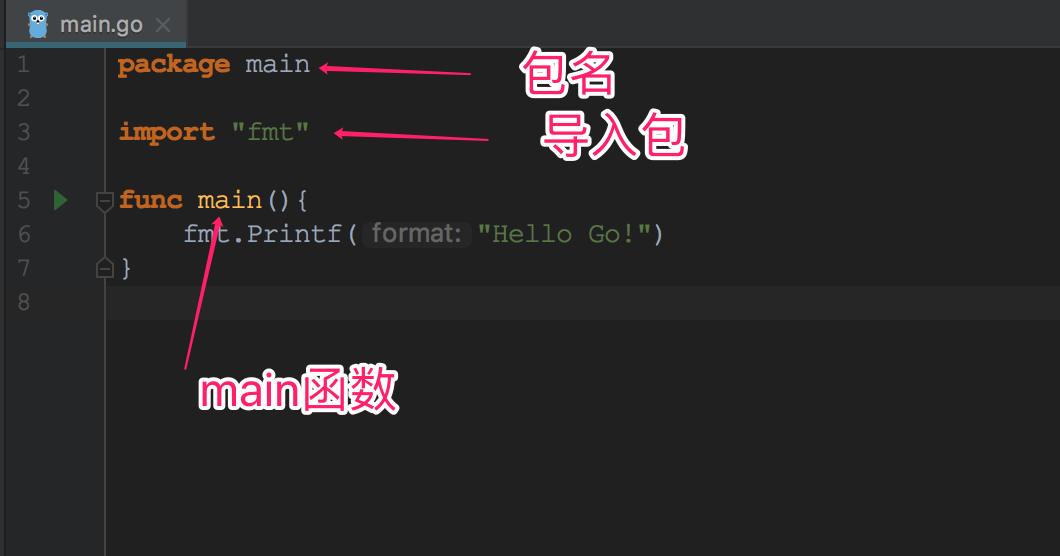 main.go
1 package main 包名
2
3 import "fmt" 导入包
4
5 func main(){
6 fmt.Printf( format: "Hello Go!")
7 }
8
main函数